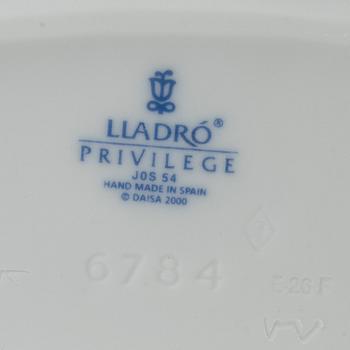 LLADRÓ®
PRIVILEGE
J0S 54
HAND MADE IN SPAIN
© DAISA 2000
6784
E-26 F